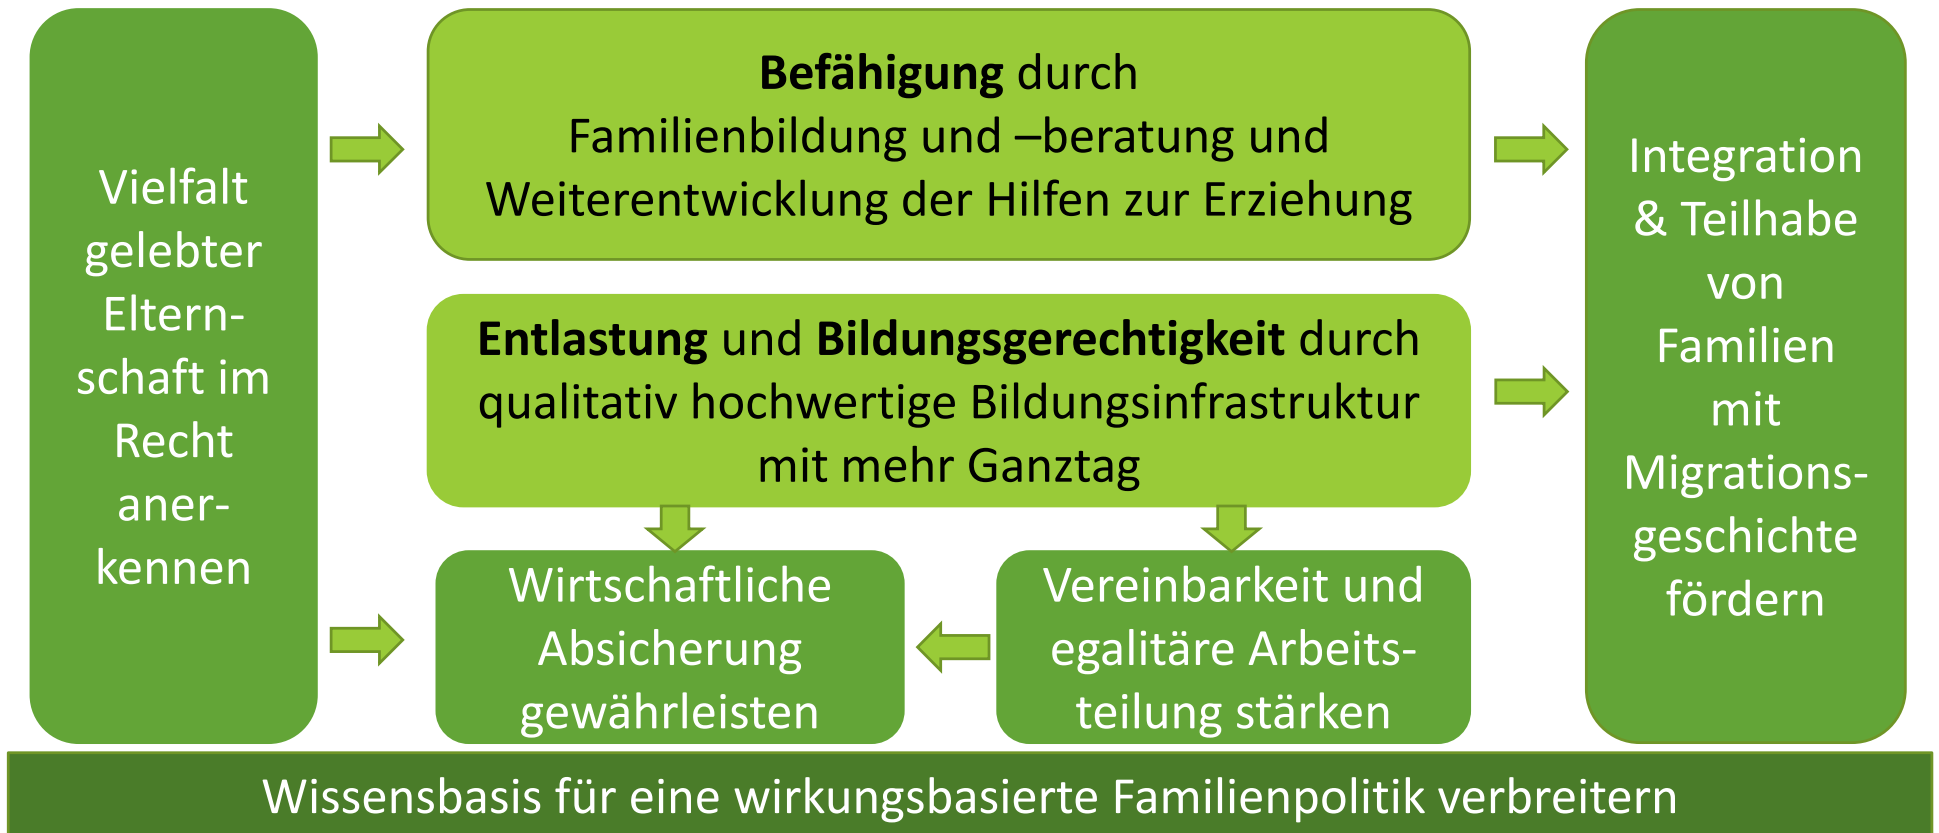 Vielfalt
gelebter
Eltern-
schaft im
Recht
aner-
kennen
Befähigung durch
Familienbildung und –beratung und
Weiterentwicklung der Hilfen zur Erziehung
Entlastung und Bildungsgerechtigkeit durch
qualitativ hochwertige Bildungsinfrastruktur
mit mehr Ganztag
Wirtschaftliche
Absicherung
gewährleisten
Vereinbarkeit und
egalitäre Arbeits-
teilung stärken
Integration
& Teilhabe
von
Familien
mit
Migrations-
geschichte
fördern
Wissensbasis für eine wirkungsbasierte Familienpolitik verbreitern